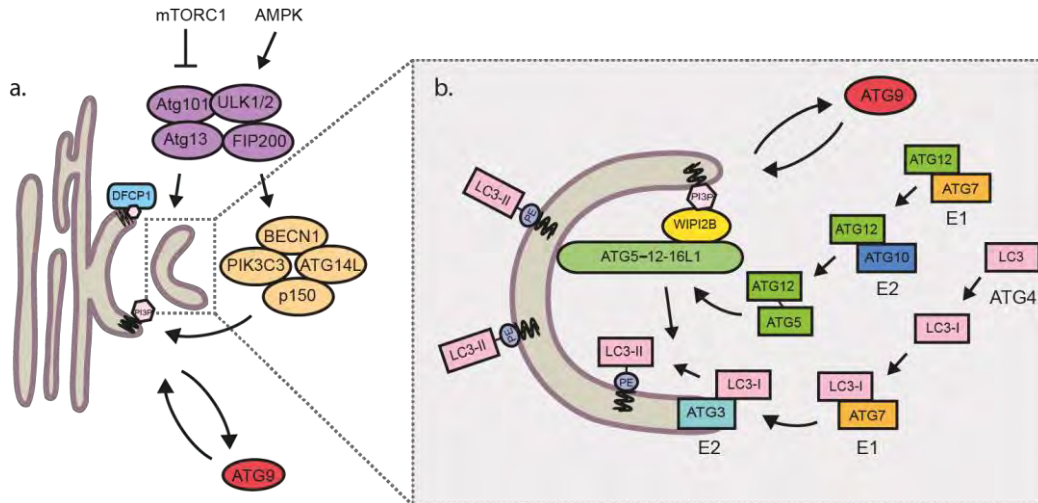 mTORC1 AMPK
a.
Atg101 ULK1/2
Atg13 FIP200
DFCP1
BECN1
PIK3C3 ATG14L
p150
PI3P
ATG9
b.
ATG9
LC3-II
PE
PI3P
WIPI2B
ATG5–12-16L1
ATG12
ATG7
E1
ATG12
ATG10
E2
ATG12
ATG5
LC3
ATG4
LC3-I
LC3-II
PE
LC3-II
PE
LC3-I
ATG3
E2
LC3-I
ATG7
E1